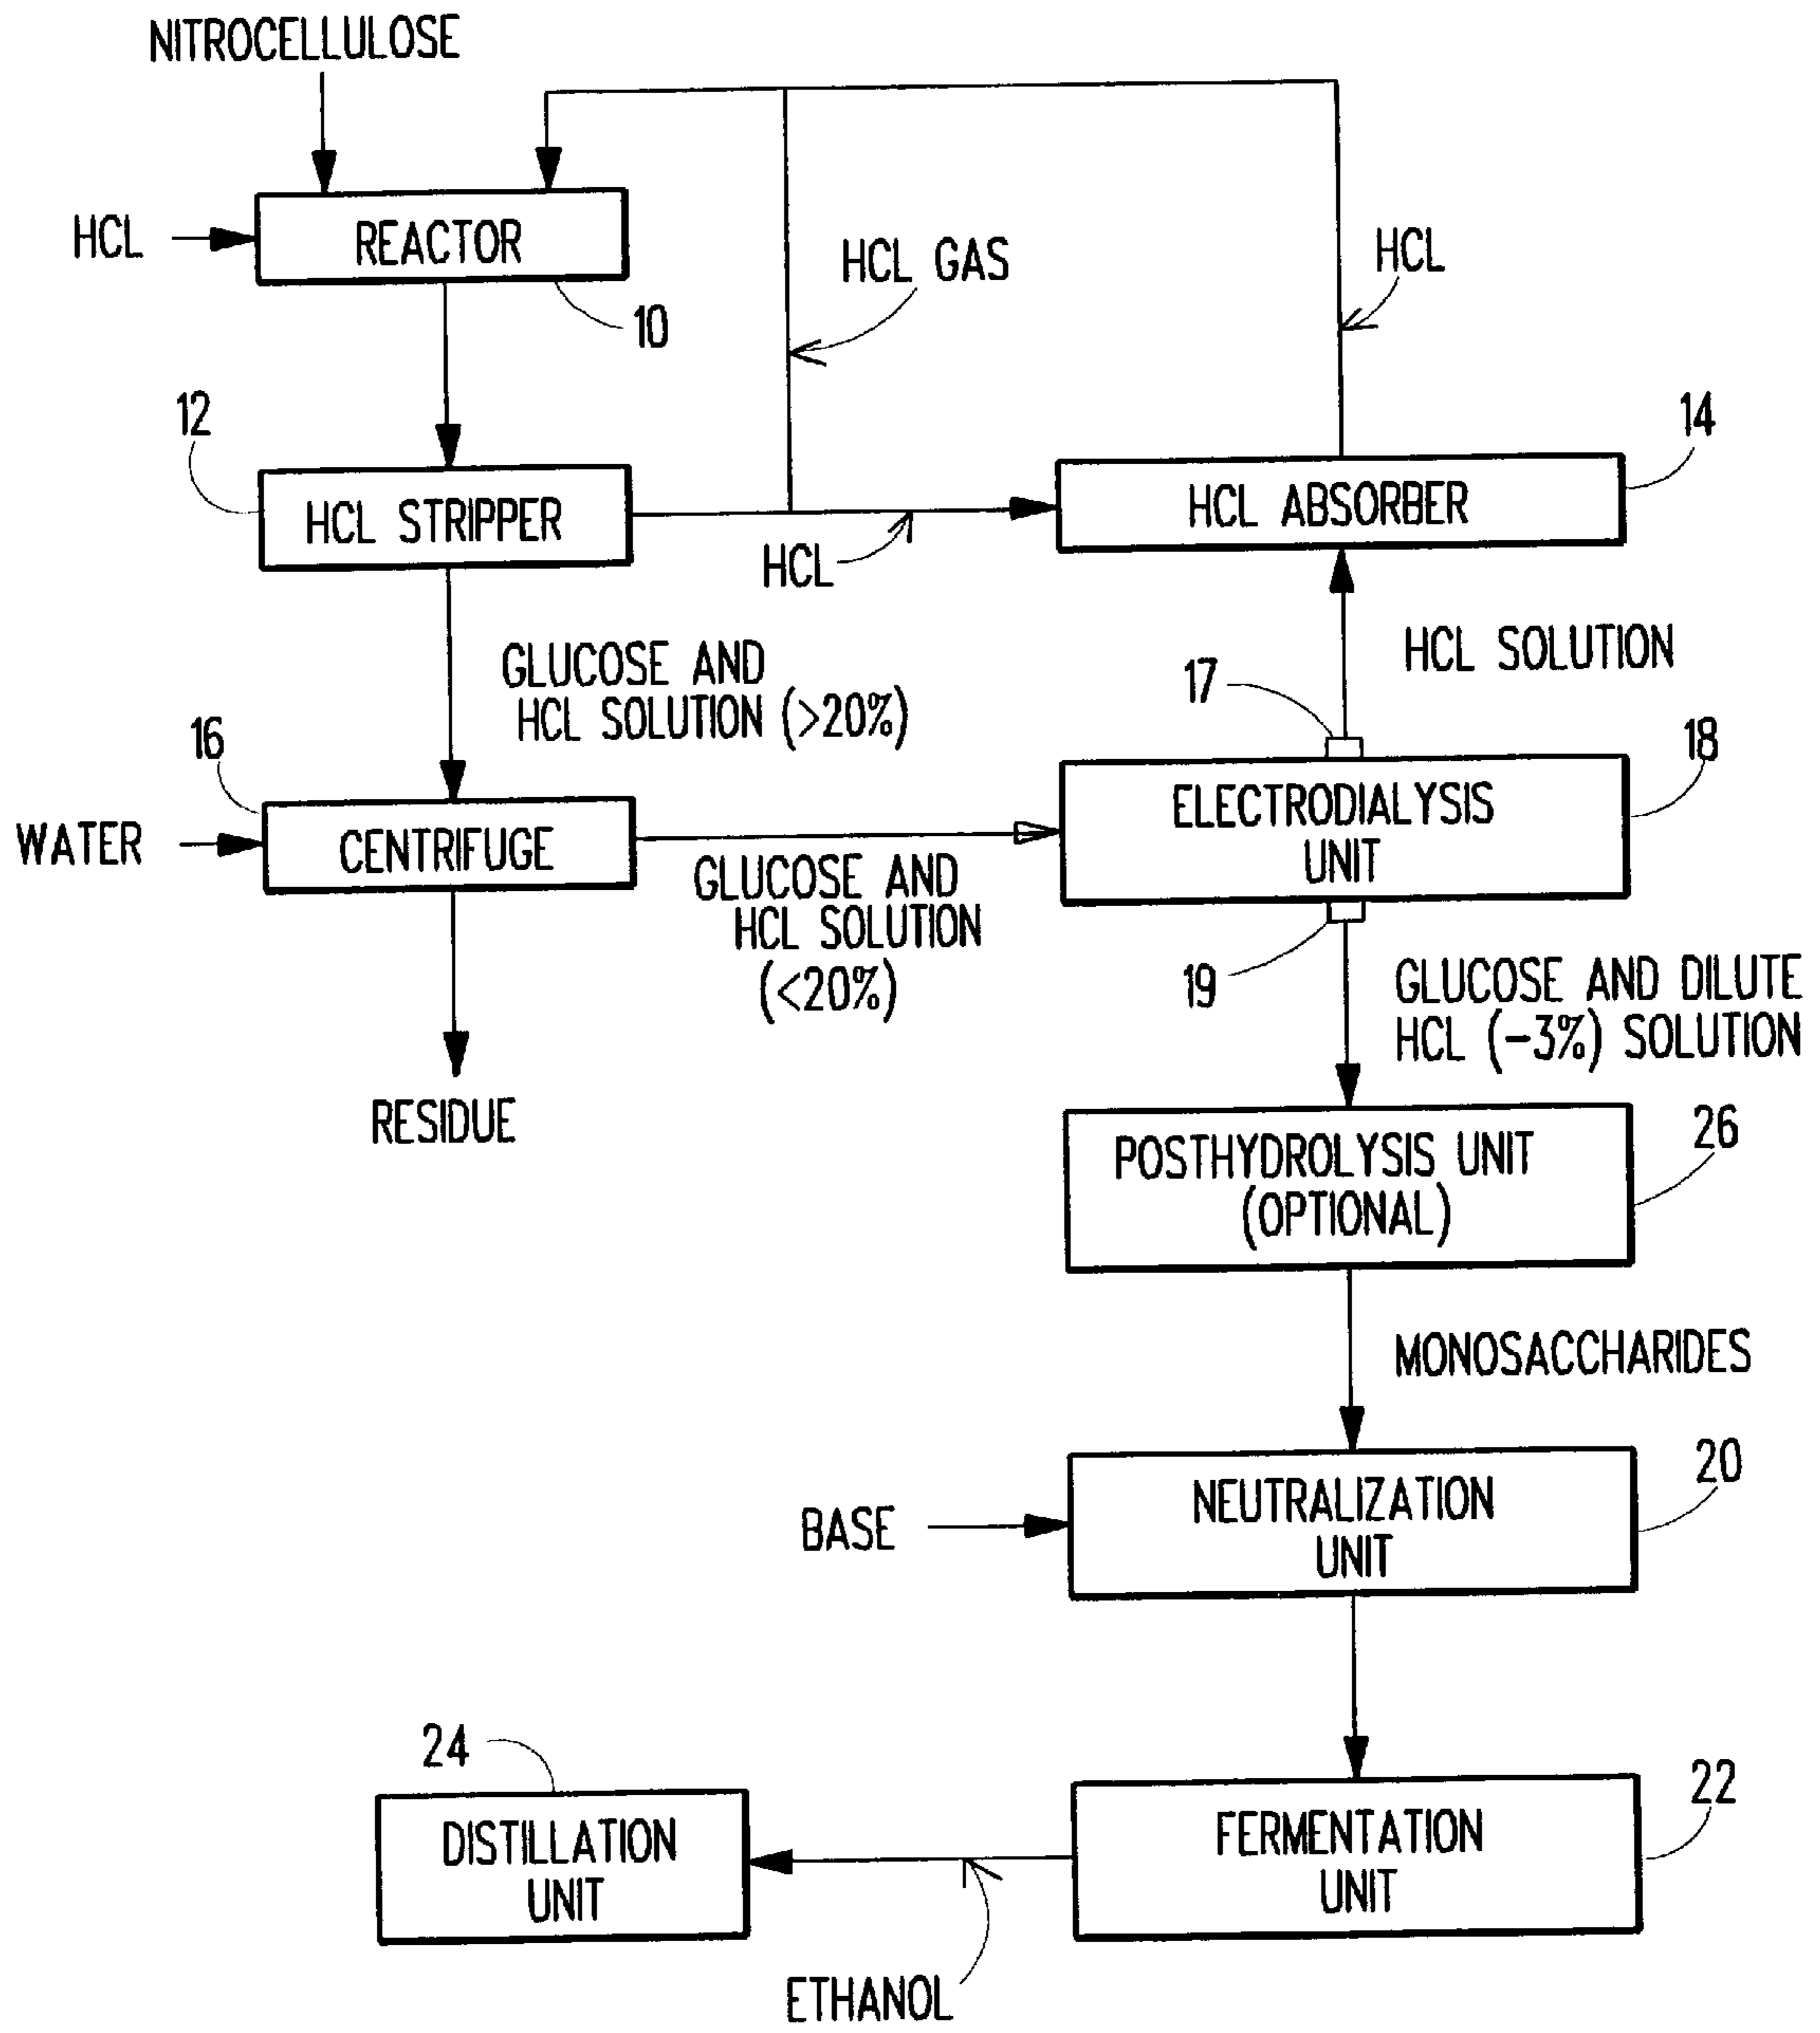 NITROCELLULOSE
HCL
REACTOR
10
HCL GAS
HCL
12
HCL STRIPPER
HCL
14
HCL ABSORBER
GLUCOSE AND
HCL SOLUTION (>20%)
HCL SOLUTION
17
16
WATER
CENTRIFUGE
GLUCOSE AND
HCL SOLUTION
(<20%)
18
ELECTRODIALYSIS
UNIT
19
GLUCOSE AND DILUTE
HCL (-3%) SOLUTION
RESIDUE
26
POSTHYDROLYSIS UNIT
(OPTIONAL)
MONOSACCHARIDES
20
BASE
NEUTRALIZATION
UNIT
24
DISTILLATION
UNIT
22
FERMENTATION
UNIT
ETHANOL